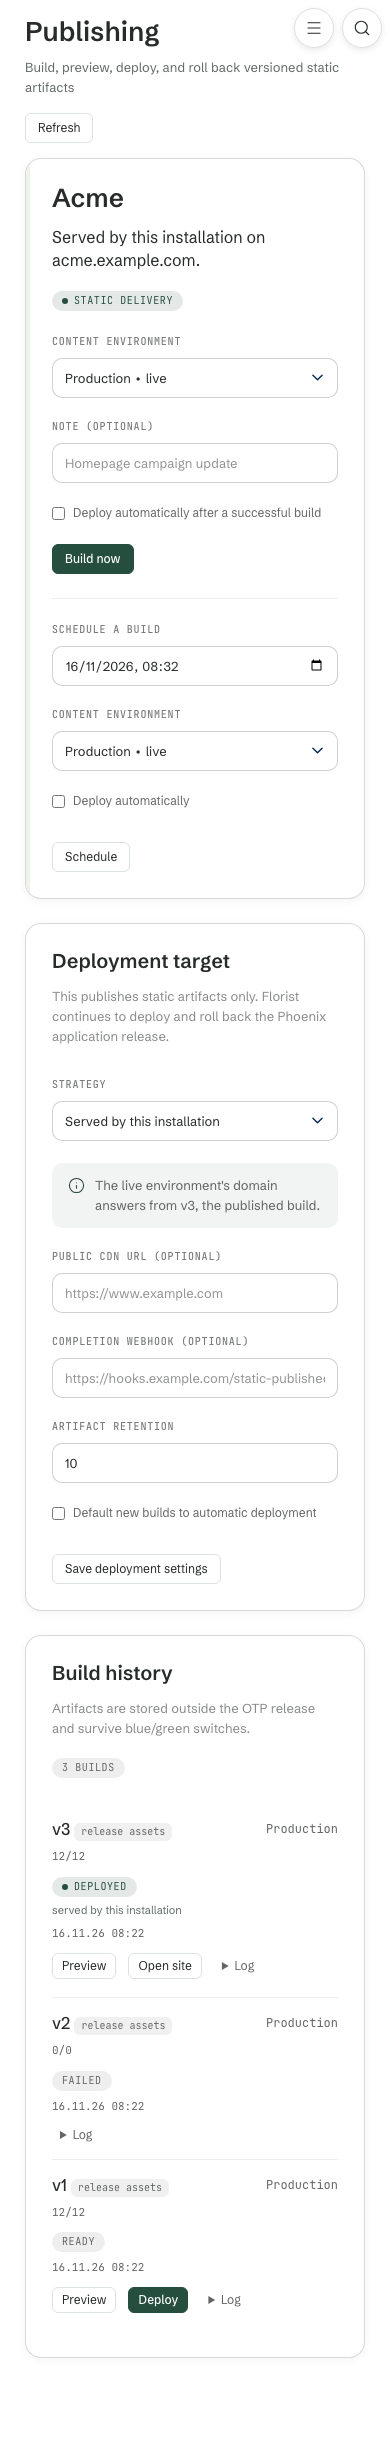 Publishing
Build, preview, deploy, and roll back versioned static
artifacts
Refresh
Acme
Served by this installation on
acme.example.com.
STATIC DELIVERY
CONTENT ENVIRONMENT
Production • live
NOTE (OPTIONAL)
Homepage campaign update
Deploy automatically after a successful build
Build now
SCHEDULE A BUILD
16/11/2026, 08:32
CONTENT ENVIRONMENT
Production • live
Deploy automatically
Schedule
Deployment target
This publishes static artifacts only. Florist
continues to deploy and roll back the Phoenix
application release.
STRATEGY
Served by this installation
The live environment's domain
answers from v3, the published build.
PUBLIC CDN URL (OPTIONAL)
https://www.example.com
COMPLETION WEBHOOK (OPTIONAL)
https://hooks.example.com/static-published
ARTIFACT RETENTION
10
Default new builds to automatic deployment
Save deployment settings
Build history
Artifacts are stored outside the OTP release
and survive blue/green switches.
3 BUILDS
v3 release assets Production
12/12
DEPLOYED
served by this installation
16.11.26 08:22
Preview Open site Log
v2 release assets Production
0/0
FAILED
16.11.26 08:22
Log
v1 release assets Production
12/12
READY
16.11.26 08:22
Preview Deploy Log